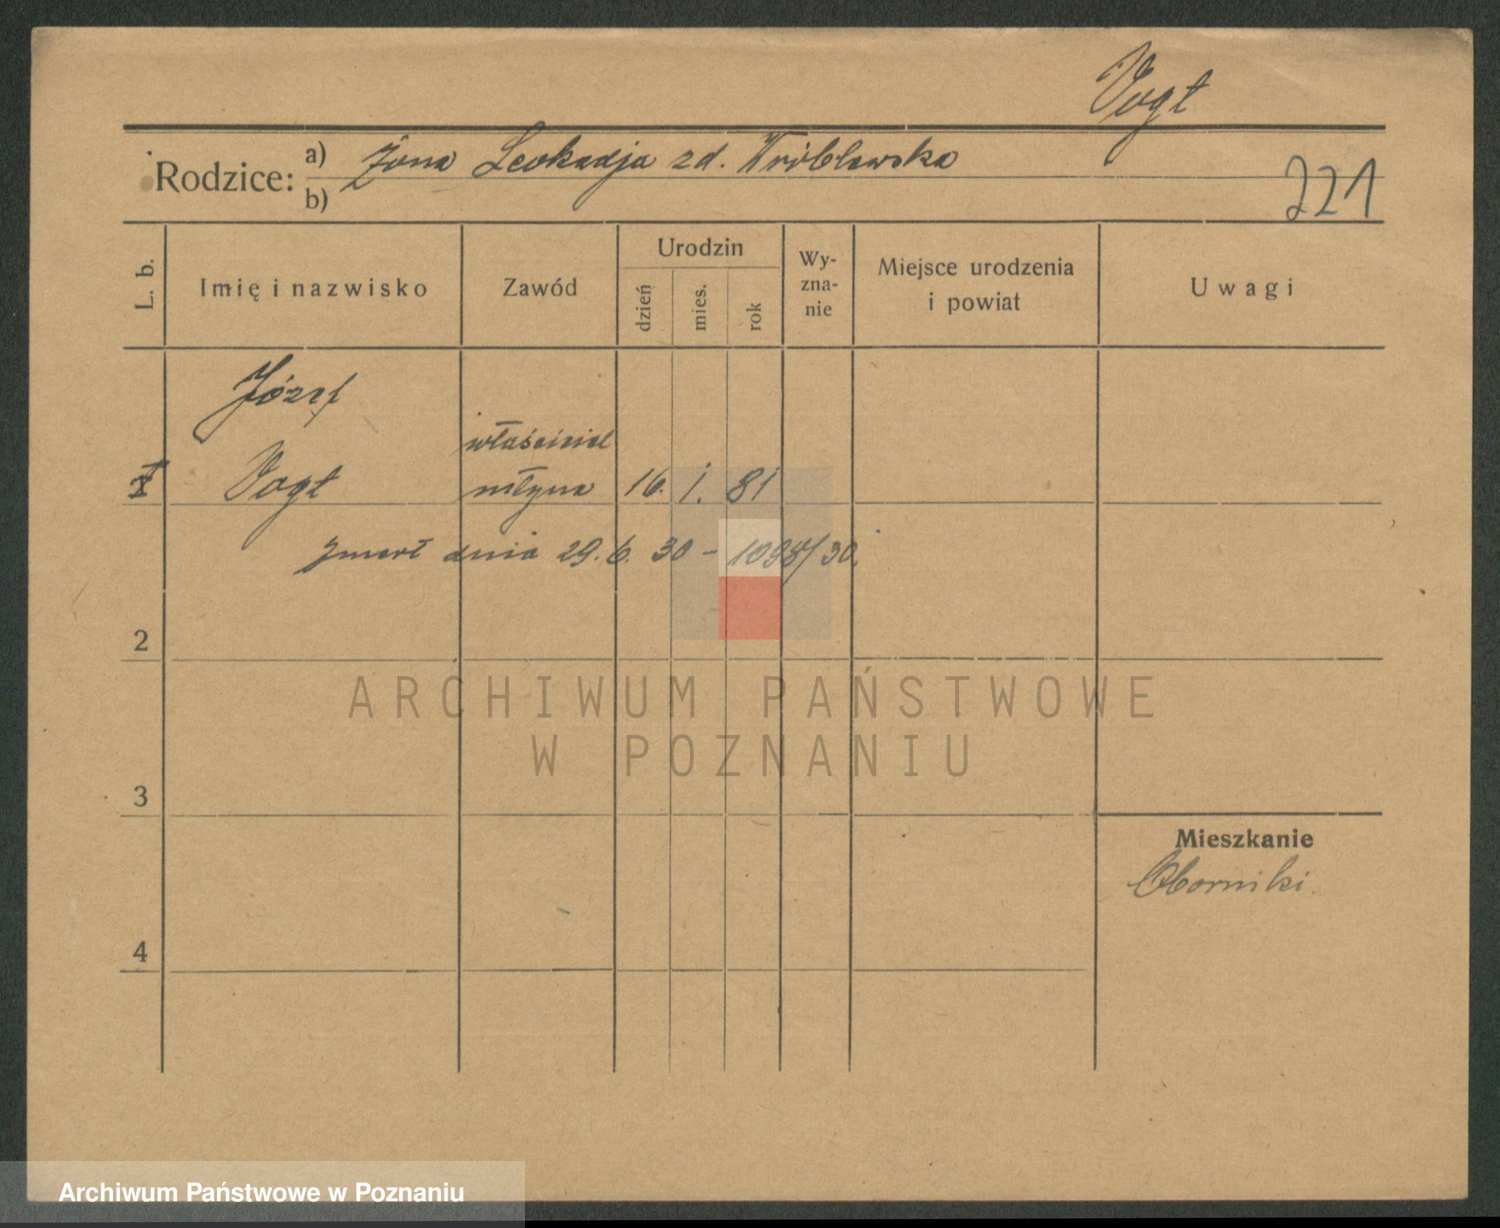 Vogt
Rodzice: a) żona Leokadja zd. Wróblewska
b)
221
L. b.
Imię i nazwisko
Zawód
Urodzin
dzień
mies.
rok
Wy-
zna-
nie
Miejsce urodzenia
i powiat
Uwagi
Józef
właściciel
Vogt młyna 16. 1. 81
zmarł dnia 29. 6. 30 - 1098/30.
2
3
4
Mieszkanie
Oborniki.
ARCHIWUM PAŃSTWOWE
W POZNANIU
Archiwum Państwowe w Poznaniu